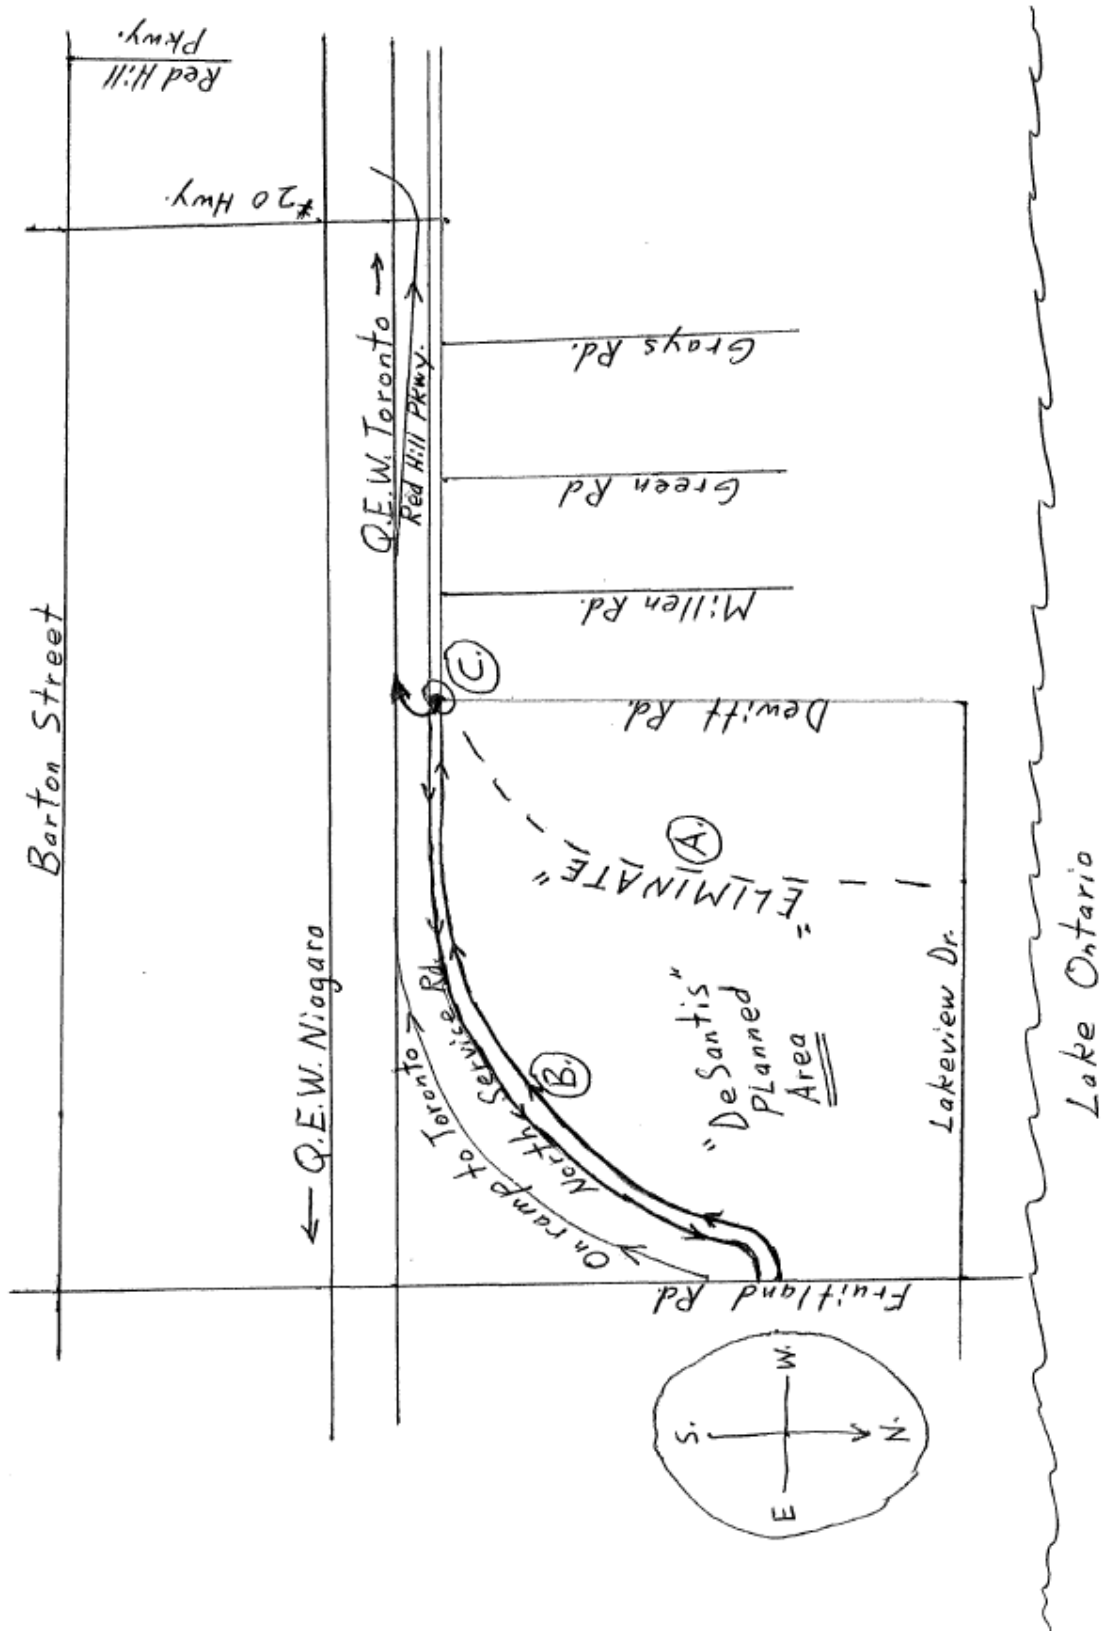 Red Hill
Pkwy.
#20 Hwy.
Barton Street
← Q.E.W. Niagara
Q.E.W. Toronto →
Red Hill Pkwy.
Grays Rd.
Green Rd
Millen Rd.
Dewitt Rd.
C.
A.
"ELIMINATE"
B.
On ramp to Toronto
North Service Rd.
"DeSantis"
PLanned
Area
Lakeview Dr.
Fruitland Rd.
Lake Ontario
S.
E
W.
N.